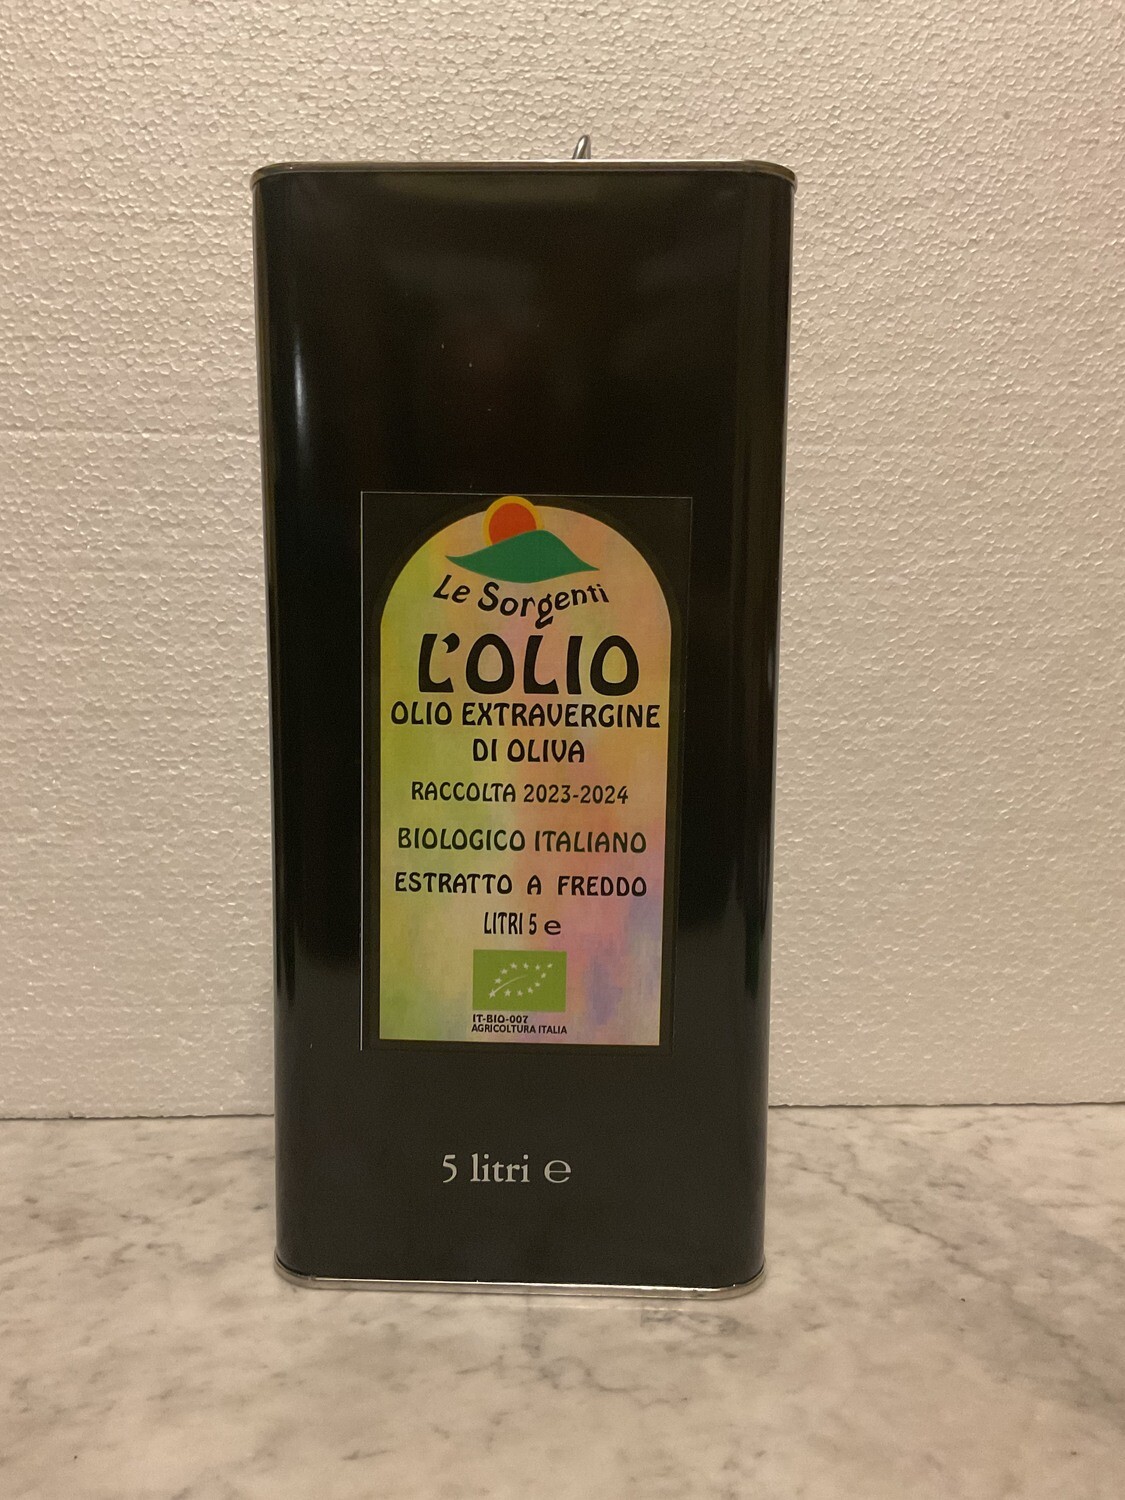 Le Sorgenti
L'OLIO
OLIO EXTRAVERGINE
DI OLIVA
RACCOLTA 2023-2024
BIOLOGICO ITALIANO
ESTRATTO A FREDDO
LITRI 5 e
IT-BIO-007
AGRICOLTURA ITALIA
5 litri ℮